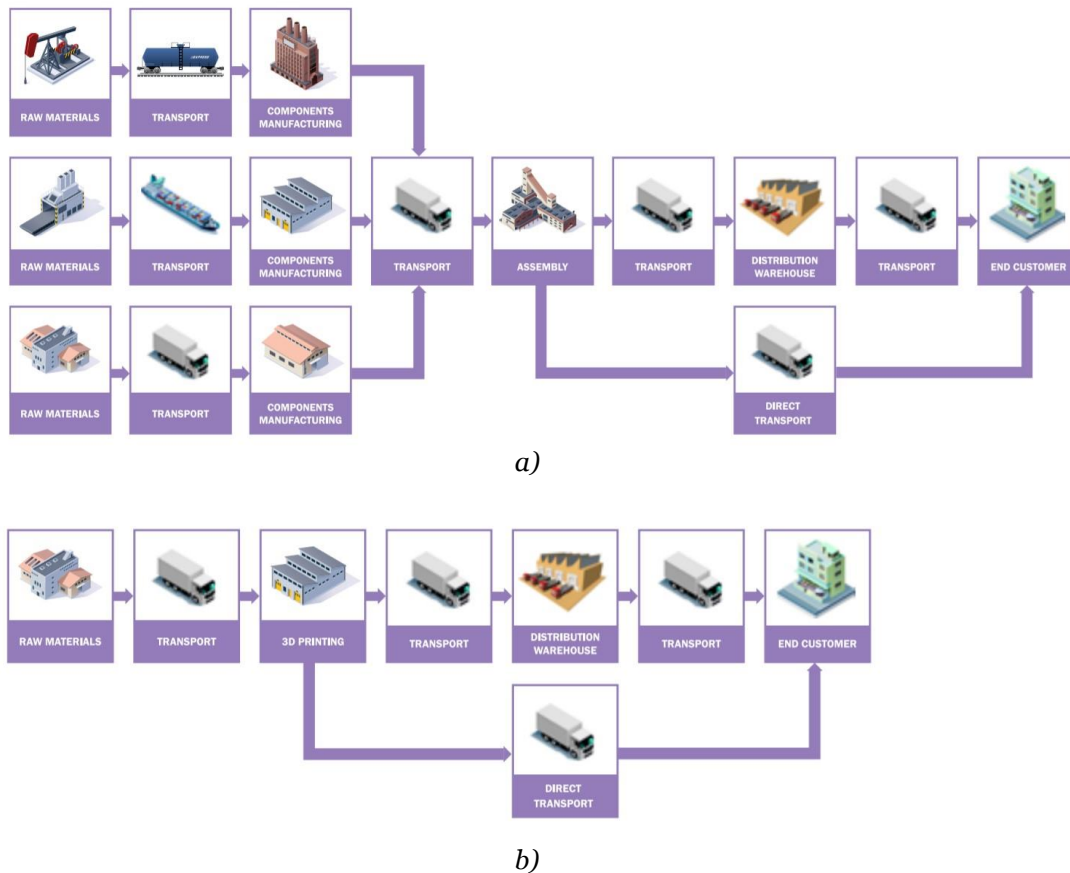 RAW MATERIALS
TRANSPORT
COMPONENTS
MANUFACTURING
RAW MATERIALS
TRANSPORT
COMPONENTS
MANUFACTURING
TRANSPORT
ASSEMBLY
TRANSPORT
DISTRIBUTION
WAREHOUSE
TRANSPORT
END CUSTOMER
RAW MATERIALS
TRANSPORT
COMPONENTS
MANUFACTURING
DIRECT
TRANSPORT
a)
RAW MATERIALS
TRANSPORT
3D PRINTING
TRANSPORT
DISTRIBUTION
WAREHOUSE
TRANSPORT
END CUSTOMER
DIRECT
TRANSPORT
b)